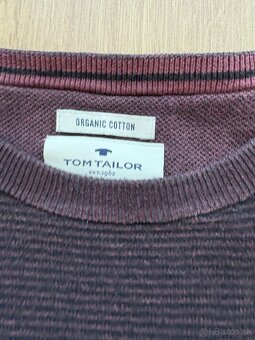 ORGANIC COTTON
TOM TAILOR
EST. 1962